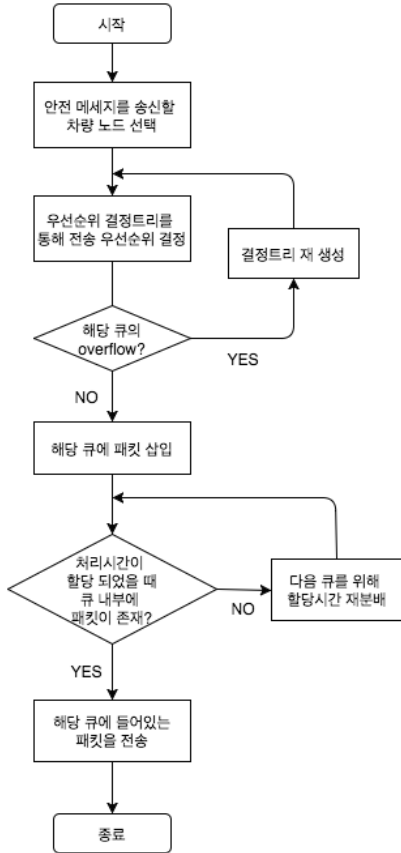 시작
안전 메세지를 송신할
차량 노드 선택
우선순위 결정트리를
통해 전송 우선순위 결정
결정트리 재 생성
해당 큐의
overflow?
YES
NO
해당 큐에 패킷 삽입
처리시간이
할당 되었을 때
큐 내부에
패킷이 존재?
NO
다음 큐를 위해
할당시간 재분배
YES
해당 큐에 들어있는
패킷을 전송
종료